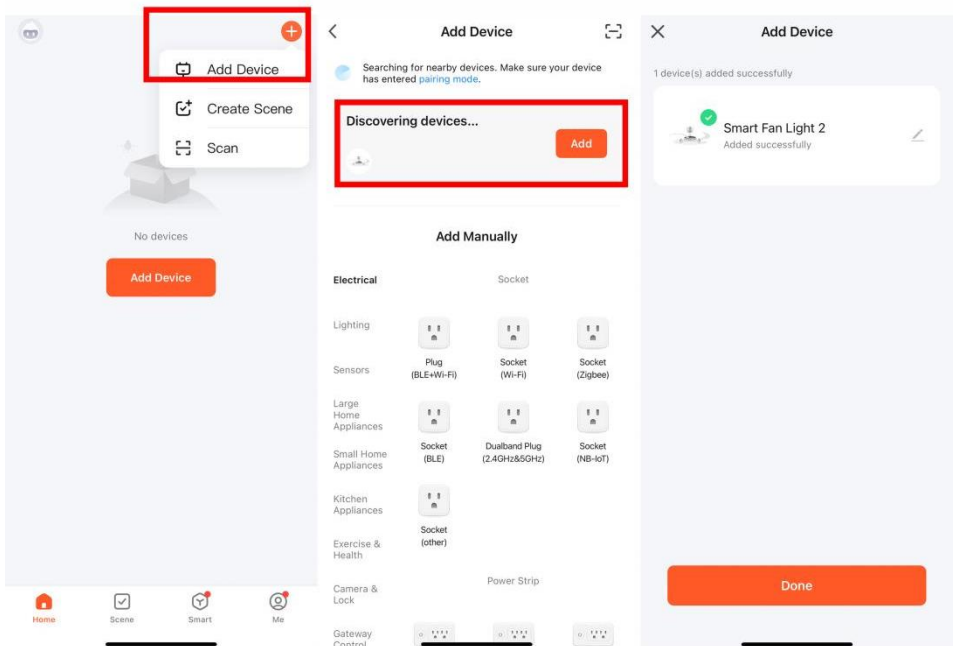 Add Device
Create Scene
Scan
No devices
Add Device
Home
Scene
Smart
Me
Add Device
Searching for nearby devices. Make sure your device
has entered pairing mode.
Discovering devices...
Add
Add Manually
Electrical
Lighting
Sensors
Large
Home
Appliances
Small Home
Appliances
Kitchen
Appliances
Exercise &
Health
Camera &
Lock
Gateway
Control
Socket
Plug
(BLE+Wi-Fi)
Socket
(Wi-Fi)
Socket
(Zigbee)
Socket
(BLE)
Dualband Plug
(2.4GHz&5GHz)
Socket
(NB-IoT)
Socket
(other)
Power Strip
Add Device
1 device(s) added successfully
Smart Fan Light 2
Added successfully
Done